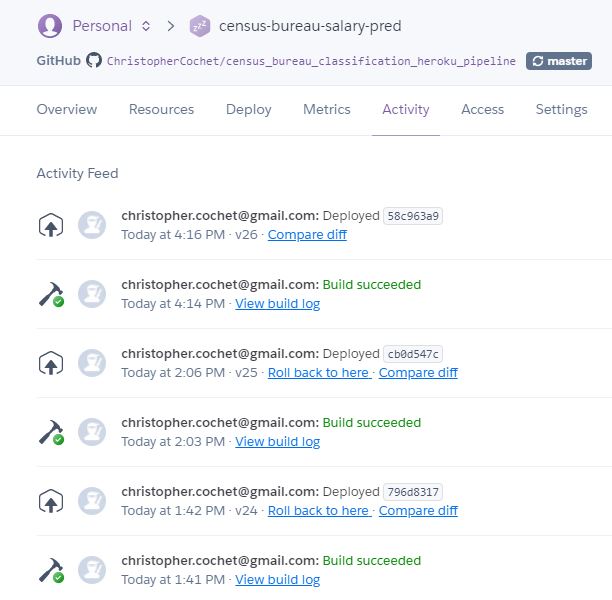 Personal census-bureau-salary-pred
GitHub ChristopherCochet/census_bureau_classification_heroku_pipeline master
Overview Resources Deploy Metrics Activity Access Settings
Activity Feed
christopher.cochet@gmail.com: Deployed 58c963a9
Today at 4:16 PM · v26 · Compare diff
christopher.cochet@gmail.com: Build succeeded
Today at 4:14 PM · View build log
christopher.cochet@gmail.com: Deployed cb0d547c
Today at 2:06 PM · v25 · Roll back to here · Compare diff
christopher.cochet@gmail.com: Build succeeded
Today at 2:03 PM · View build log
christopher.cochet@gmail.com: Deployed 796d8317
Today at 1:42 PM · v24 · Roll back to here · Compare diff
christopher.cochet@gmail.com: Build succeeded
Today at 1:41 PM · View build log